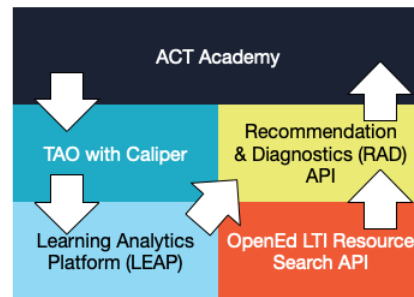 ACT Academy
TAO with Caliper
Recommendation
& Diagnostics (RAD)
API
Learning Analytics
Platform (LEAP)
OpenEd LTI Resource
Search API